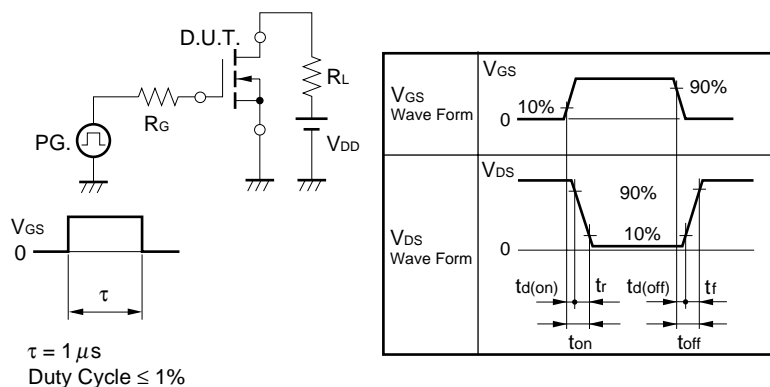 D.U.T.
RL
RG
PG.
VDD
VGS
0
τ
τ = 1 μs
Duty Cycle ≤ 1%
VGS
Wave Form
VGS
10%
90%
0
VDS
Wave Form
VDS
90%
10%
0
td(on) tr td(off) tf
ton toff